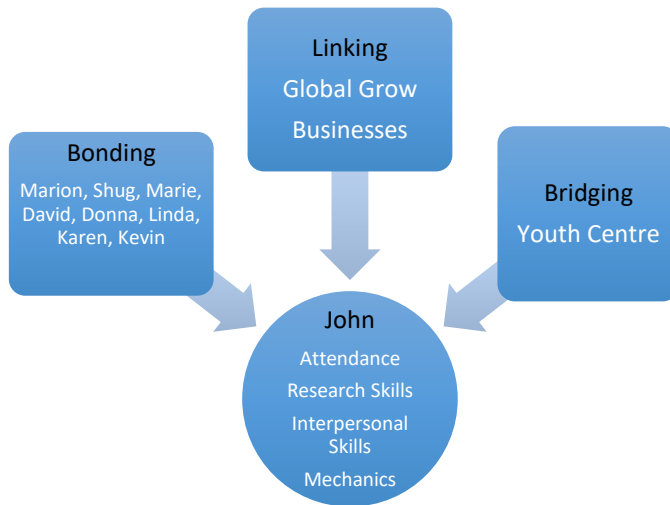 Linking
Global Grow
Businesses
Bonding
Marion, Shug, Marie,
David, Donna, Linda,
Karen, Kevin
Bridging
Youth Centre
John
Attendance
Research Skills
Interpersonal
Skills
Mechanics